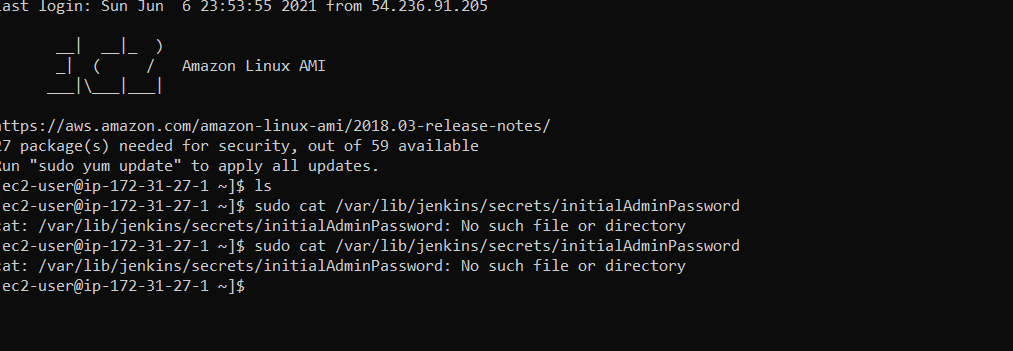 ast login: Sun Jun  6 23:53:55 2021 from 54.236.91.205
__|  __|_  )
_|  (     /   Amazon Linux AMI
___|\___|___|
ttps://aws.amazon.com/amazon-linux-ami/2018.03-release-notes/
27 package(s) needed for security, out of 59 available
Run "sudo yum update" to apply all updates.
ec2-user@ip-172-31-27-1 ~]$ ls
ec2-user@ip-172-31-27-1 ~]$ sudo cat /var/lib/jenkins/secrets/initialAdminPassword
cat: /var/lib/jenkins/secrets/initialAdminPassword: No such file or directory
ec2-user@ip-172-31-27-1 ~]$ sudo cat /var/lib/jenkins/secrets/initialAdminPassword
cat: /var/lib/jenkins/secrets/initialAdminPassword: No such file or directory
ec2-user@ip-172-31-27-1 ~]$